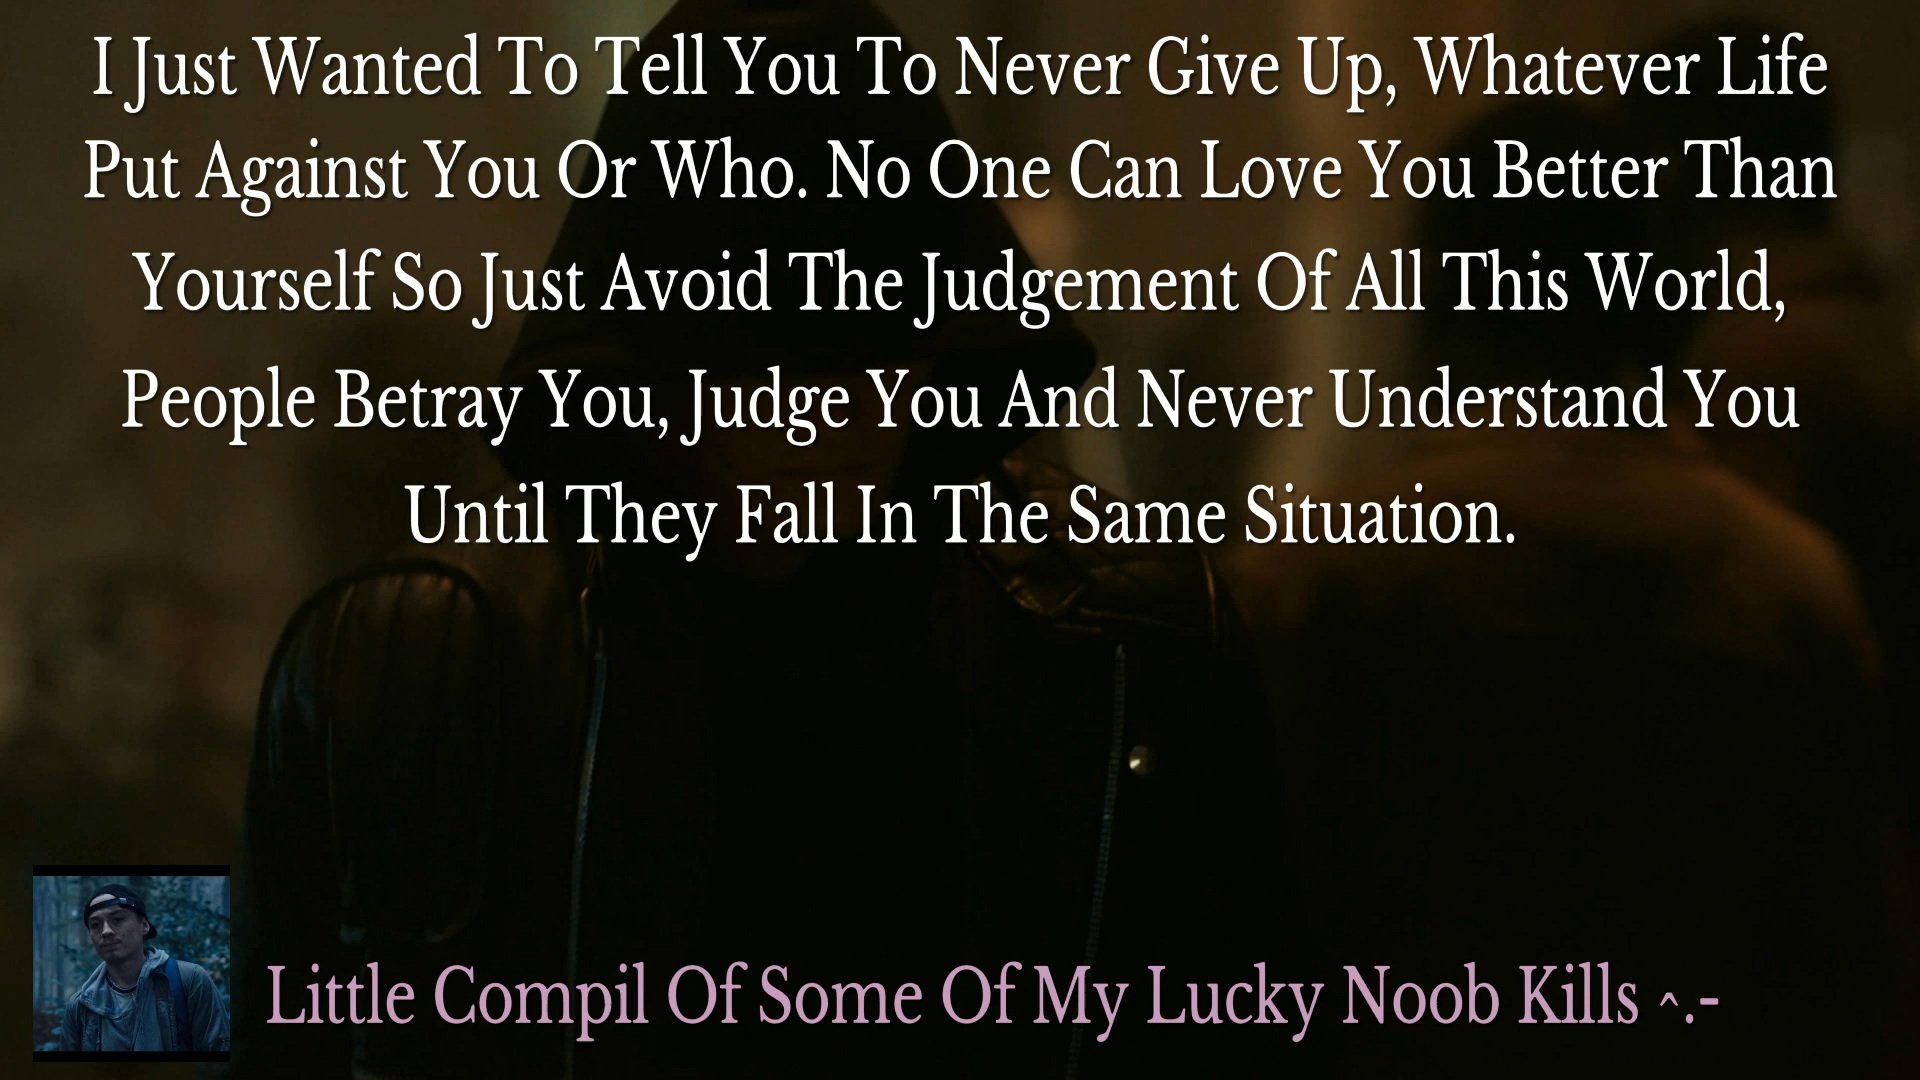 I Just Wanted To Tell You To Never Give Up, Whatever Life
Put Against You Or Who. No One Can Love You Better Than
Yourself So Just Avoid The Judgement Of All This World,
People Betray You, Judge You And Never Understand You
Until They Fall In The Same Situation.
Little Compil Of Some Of My Lucky Noob Kills ^.-